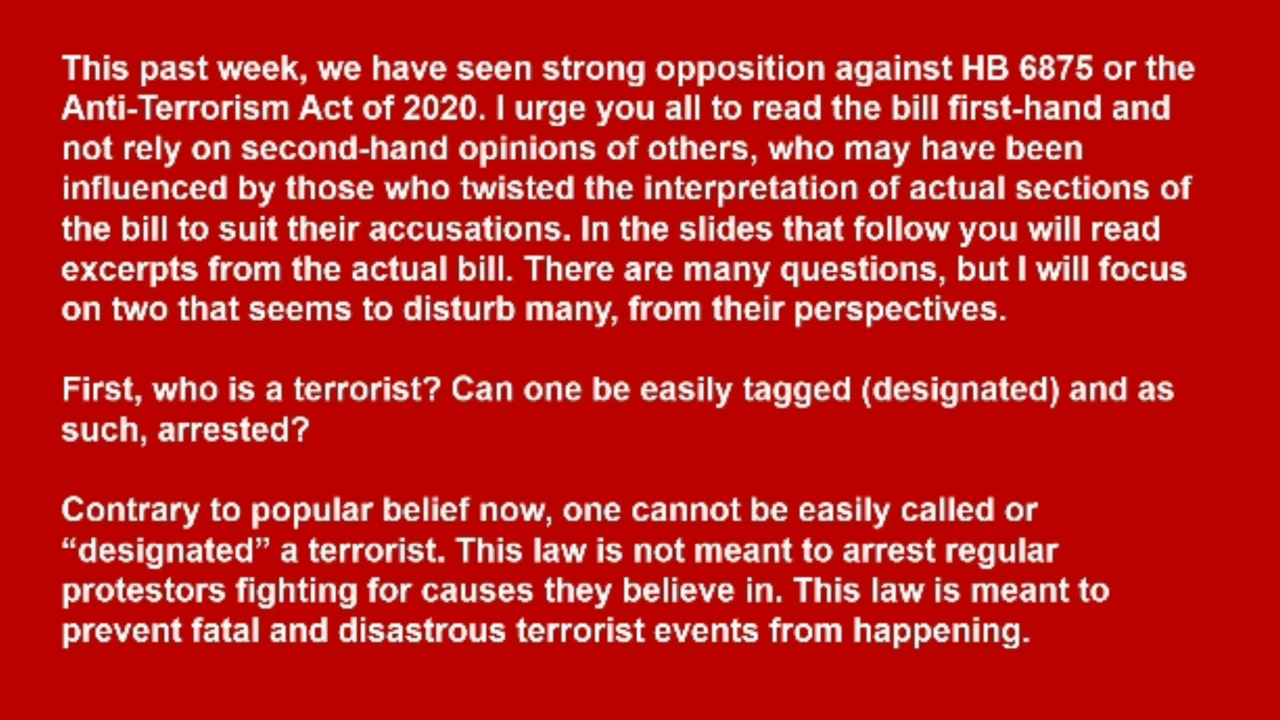 This past week, we have seen strong opposition against HB 6875 or the
Anti-Terrorism Act of 2020. I urge you all to read the bill first-hand and
not rely on second-hand opinions of others, who may have been
influenced by those who twisted the interpretation of actual sections of
the bill to suit their accusations. In the slides that follow you will read
excerpts from the actual bill. There are many questions, but I will focus
on two that seems to disturb many, from their perspectives.
First, who is a terrorist? Can one be easily tagged (designated) and as
such, arrested?
Contrary to popular belief now, one cannot be easily called or
“designated” a terrorist. This law is not meant to arrest regular
protestors fighting for causes they believe in. This law is meant to
prevent fatal and disastrous terrorist events from happening.